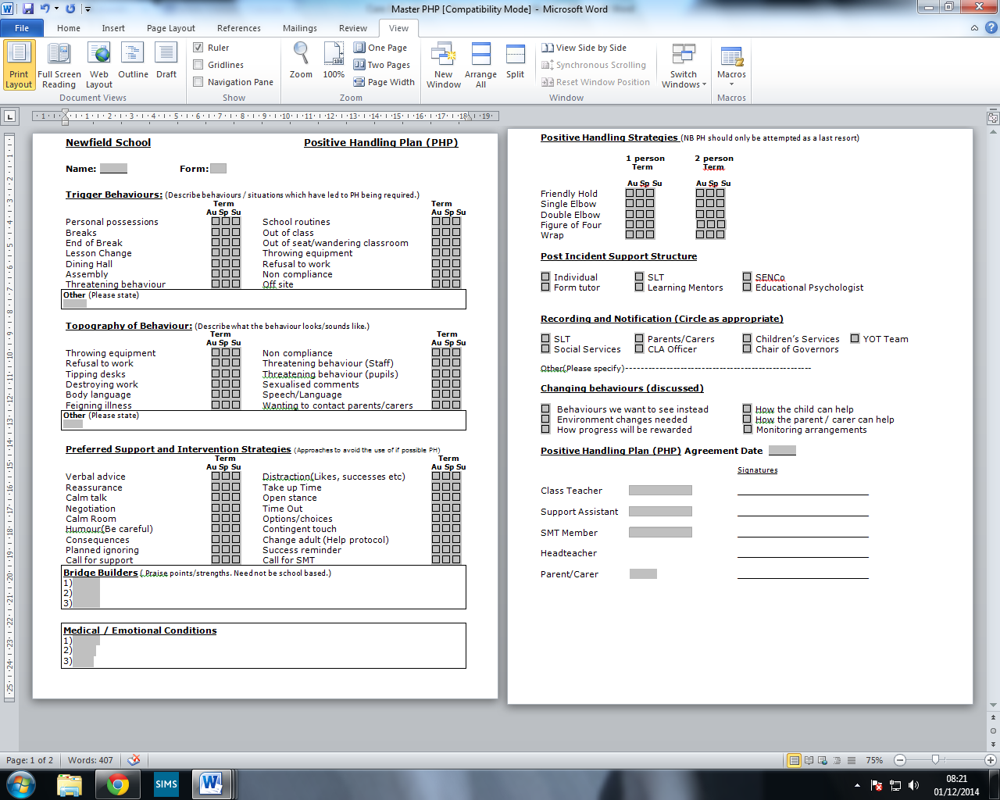 Master PHP [Compatibility Mode] - Microsoft Word
File Home Insert Page Layout References Mailings Review View
Print Layout
Full Screen Reading
Web Layout
Outline
Draft
Document Views
Ruler
Gridlines
Navigation Pane
Show
Zoom
100%
One Page
Two Pages
Page Width
Zoom
New Window
Arrange All
Split
View Side by Side
Synchronous Scrolling
Reset Window Position
Window
Switch Windows
Macros
Macros
Newfield School Positive Handling Plan (PHP)
Name: Form:
Trigger Behaviours: (Describe behaviours / situations which have led to PH being required.)
Term Term
Au Sp Su Au Sp Su
Personal possessions School routines
Breaks Out of class
End of Break Out of seat/wandering classroom
Lesson Change Throwing equipment
Dining Hall Refusal to work
Assembly Non compliance
Threatening behaviour Off site
Other (Please state)
Topography of Behaviour: (Describe what the behaviour looks/sounds like.)
Term Term
Au Sp Su Au Sp Su
Throwing equipment Non compliance
Refusal to work Threatening behaviour (Staff)
Tipping desks Threatening behaviour (pupils)
Destroying work Sexualised comments
Body language Speech/Language
Feigning illness Wanting to contact parents/carers
Other (Please state)
Preferred Support and Intervention Strategies (Approaches to avoid the use of if possible PH)
Term Term
Au Sp Su Au Sp Su
Verbal advice Distraction(Likes, successes etc)
Reassurance Take up Time
Calm talk Open stance
Negotiation Time Out
Calm Room Options/choices
Humour(Be careful) Contingent touch
Consequences Change adult (Help protocol)
Planned ignoring Success reminder
Call for support Call for SMT
Bridge Builders ( Praise points/strengths. Need not be school based.)
1)
2)
3)
Medical / Emotional Conditions
1)
2)
3)
Positive Handling Strategies (NB PH should only be attempted as a last resort)
1 person 2 person
Term Term
Au Sp Su Au Sp Su
Friendly Hold
Single Elbow
Double Elbow
Figure of Four
Wrap
Post Incident Support Structure
Individual SLT SENCo
Form tutor Learning Mentors Educational Psychologist
Recording and Notification (Circle as appropriate)
SLT Parents/Carers Children's Services YOT Team
Social Services CLA Officer Chair of Governors
Other(Please specify)--------------------------------------------------
Changing behaviours (discussed)
Behaviours we want to see instead How the child can help
Environment changes needed How the parent / carer can help
How progress will be rewarded Monitoring arrangements
Positive Handling Plan (PHP) Agreement Date
Signatures
Class Teacher
Support Assistant
SMT Member
Headteacher
Parent/Carer
Page: 1 of 2 Words: 407 75%
SIMS
08:21
01/12/2014